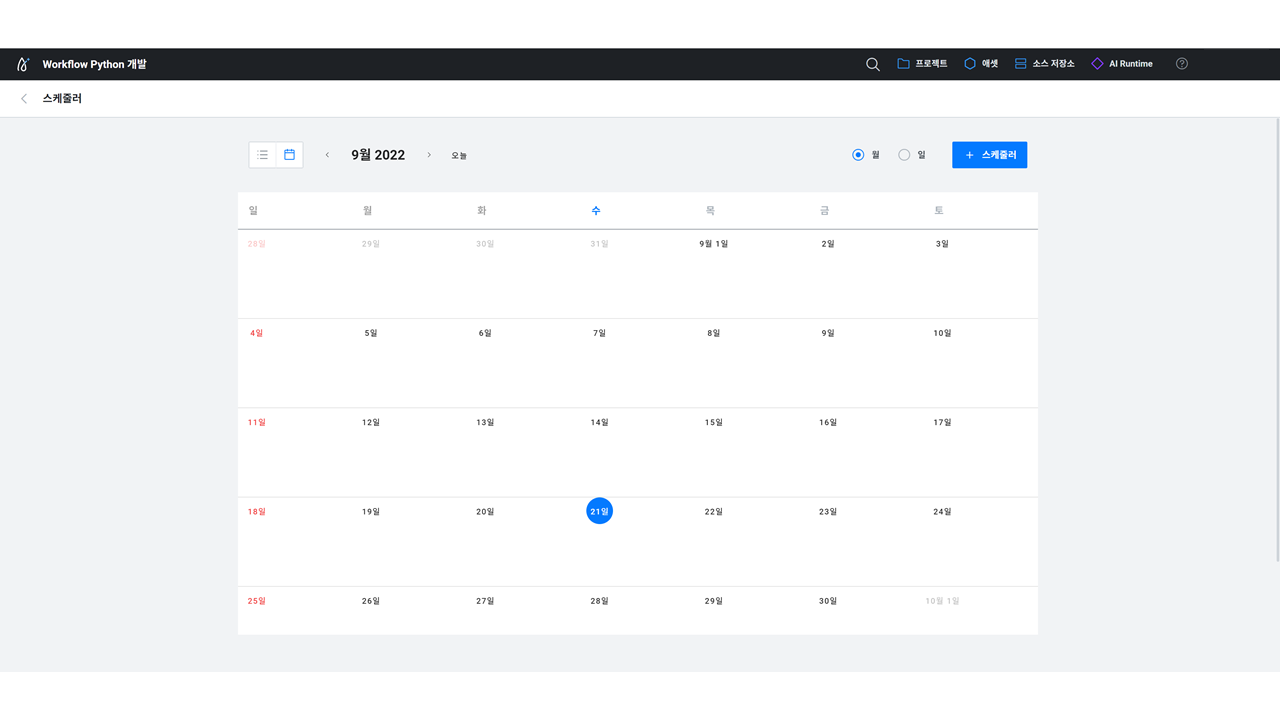 Workflow Python 개발 프로젝트 애셋 소스 저장소 AI Runtime
스케줄러
9월 2022 오늘 월 일 + 스케줄러
일 월 화 수 목 금 토
28일 29일 30일 31일 9월 1일 2일 3일
4일 5일 6일 7일 8일 9일 10일
11일 12일 13일 14일 15일 16일 17일
18일 19일 20일 21일 22일 23일 24일
25일 26일 27일 28일 29일 30일 10월 1일